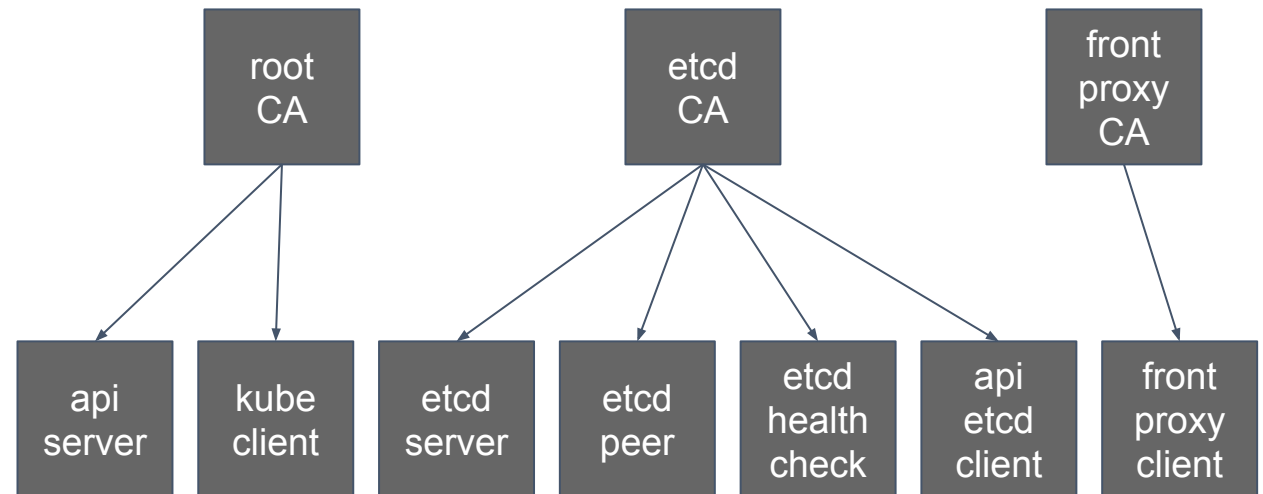 root
CA
etcd
CA
front
proxy
CA
api
server
kube
client
etcd
server
etcd
peer
etcd
health
check
api
etcd
client
front
proxy
client